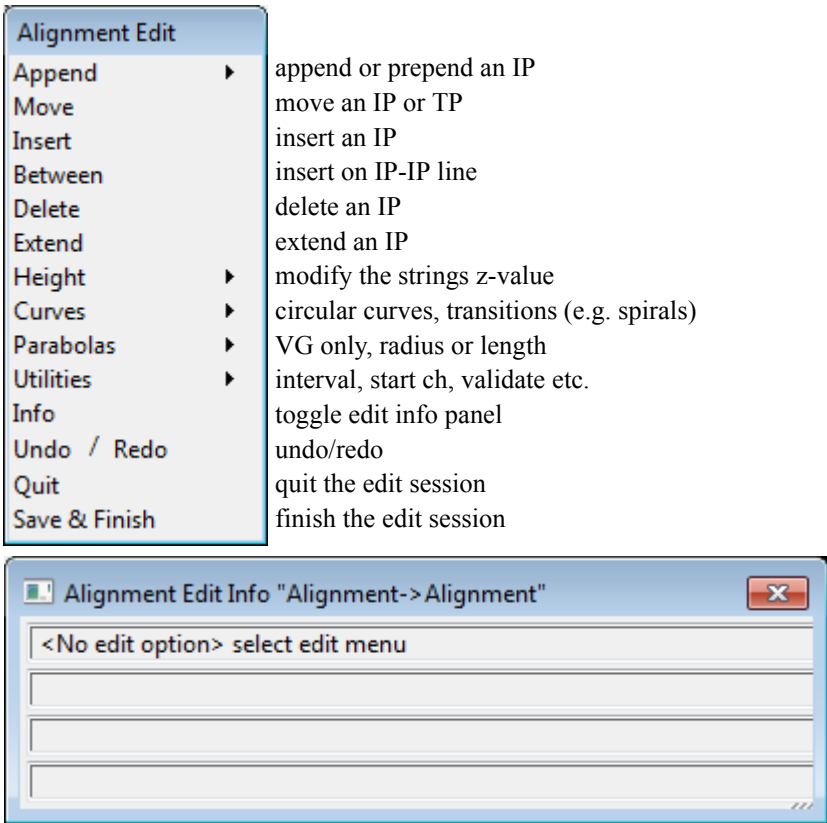 Alignment Edit
Append append or prepend an IP
Move move an IP or TP
Insert insert an IP
Between insert on IP-IP line
Delete delete an IP
Extend extend an IP
Height modify the strings z-value
Curves circular curves, transitions (e.g. spirals)
Parabolas VG only, radius or length
Utilities interval, start ch, validate etc.
Info toggle edit info panel
Undo / Redo undo/redo
Quit quit the edit session
Save & Finish finish the edit session
Alignment Edit Info "Alignment->Alignment"
<No edit option> select edit menu